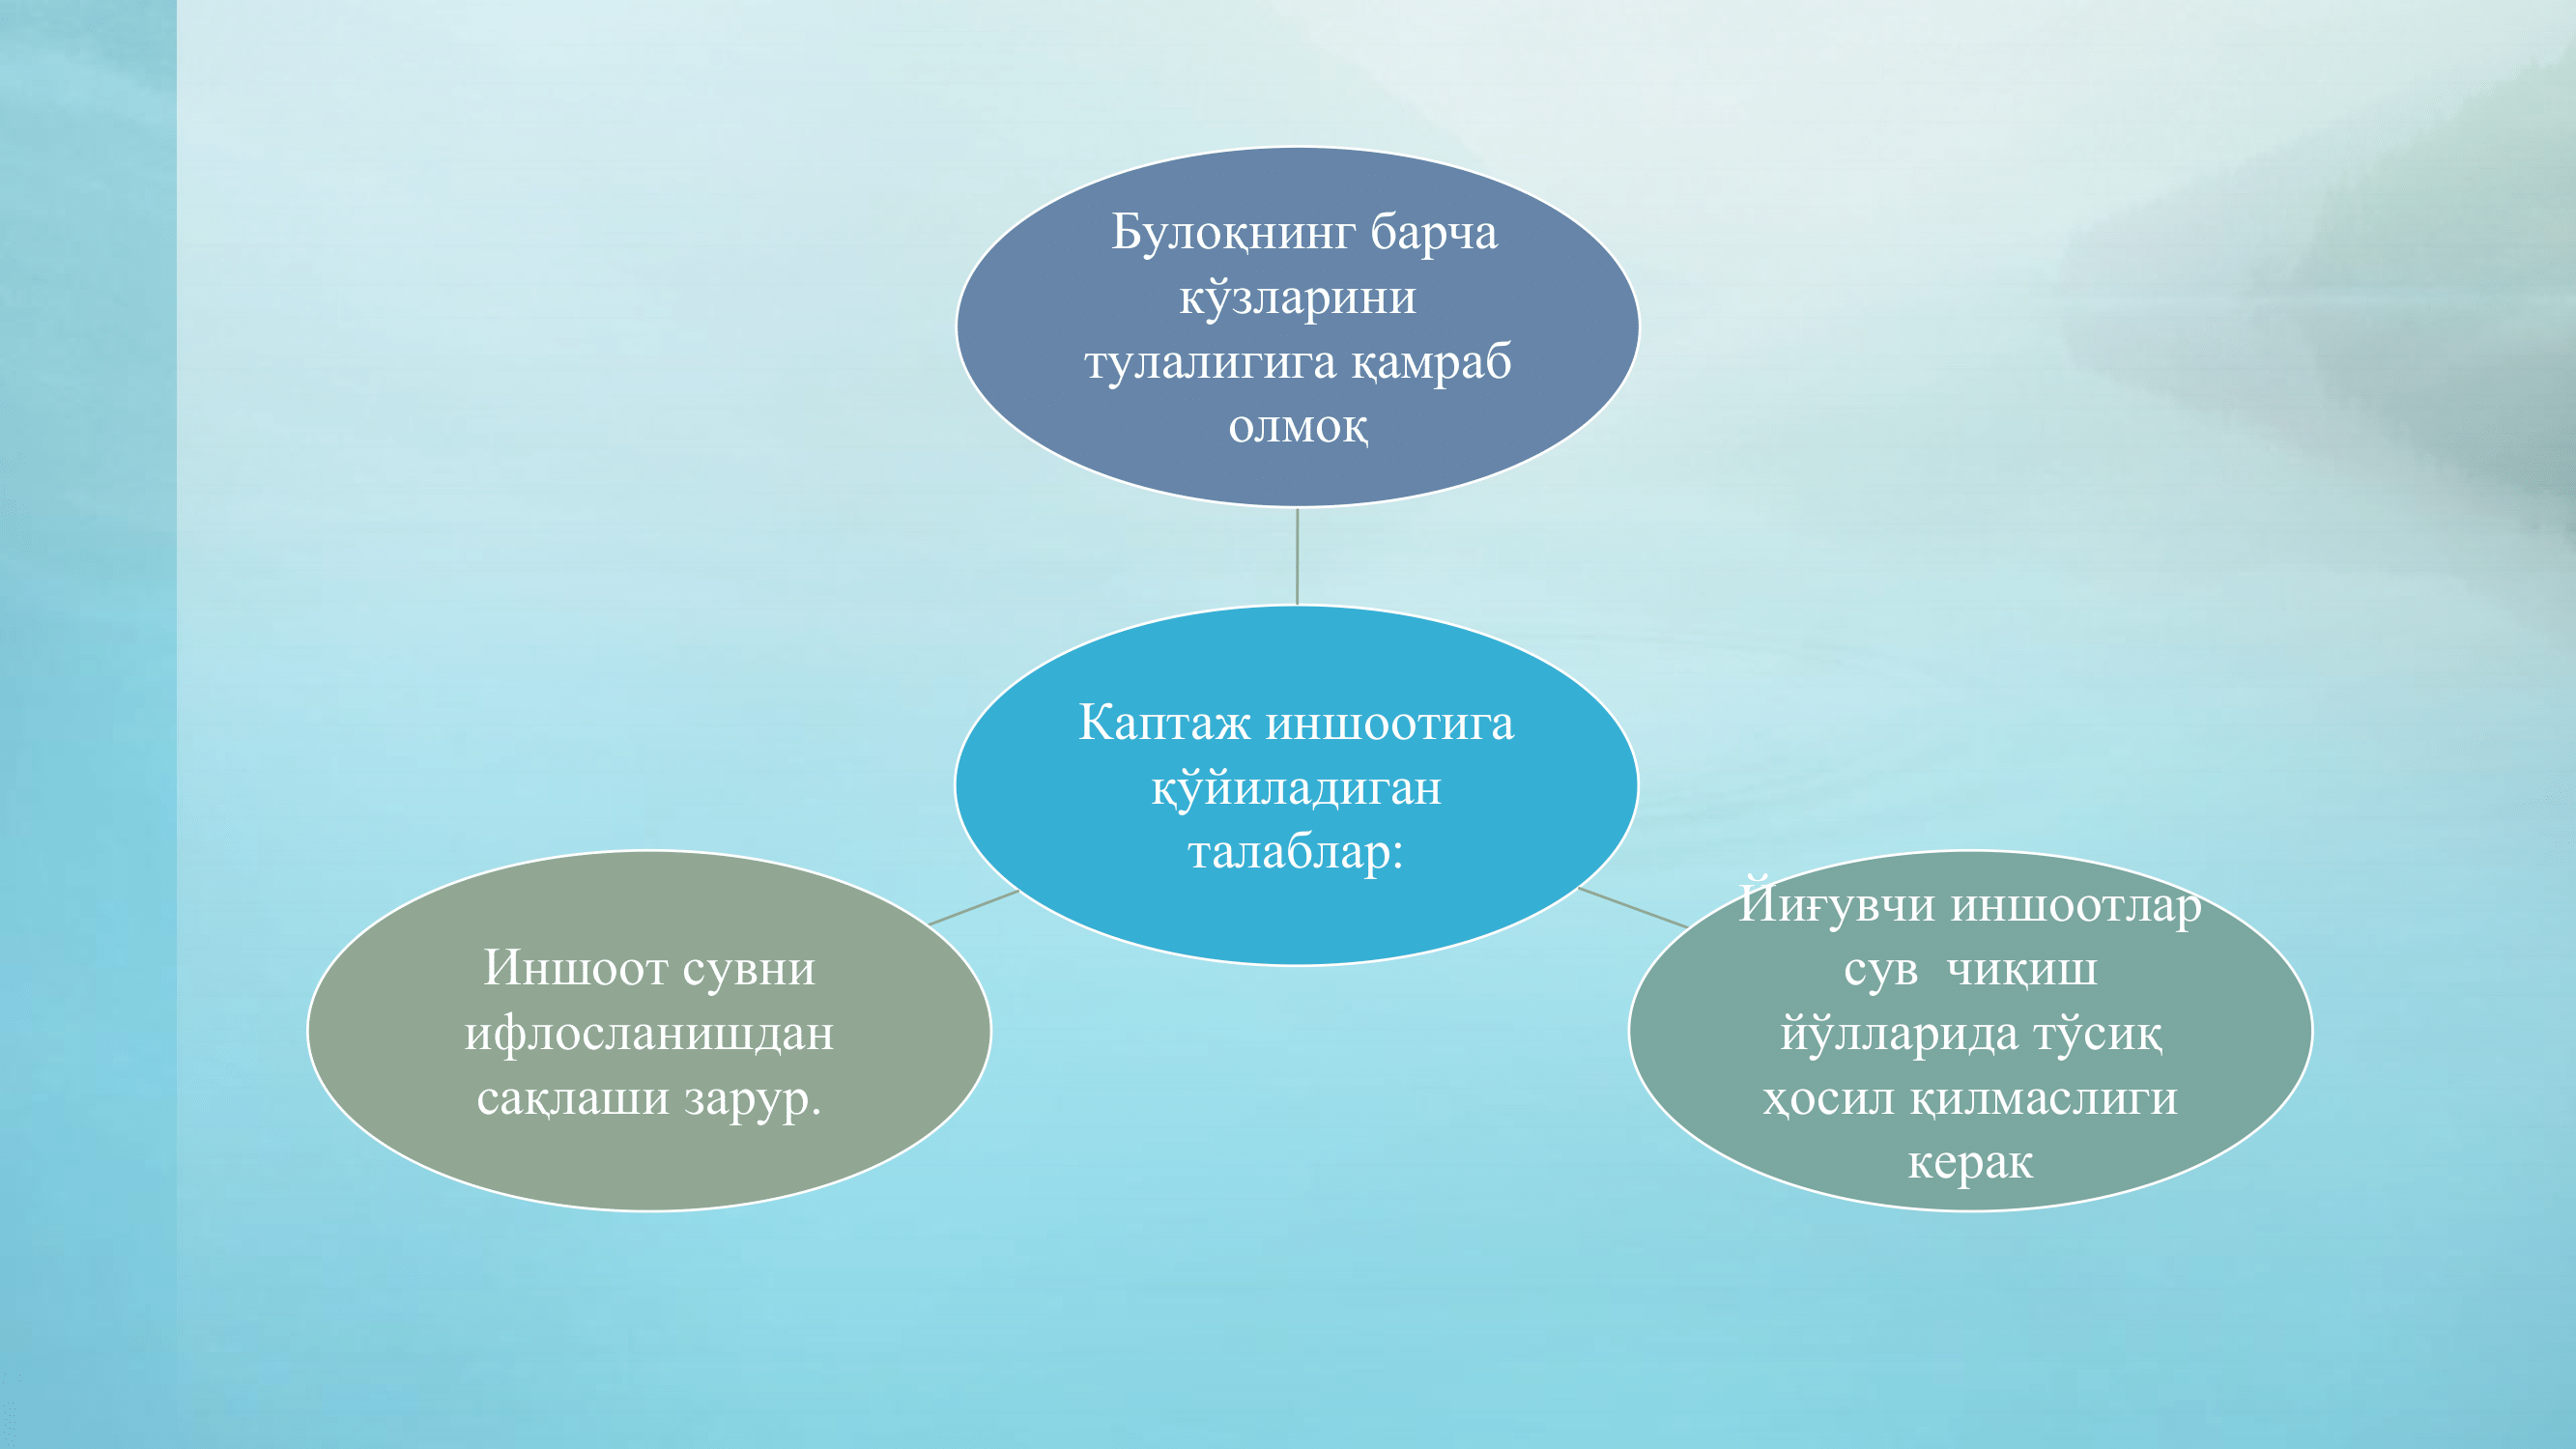 Булоқнинг барча
кўзларини
тулалигига қамраб
олмоқ
Каптаж иншоотига
қўйиладиган
талаблар:
Иншоот сувни
ифлосланишдан
сақлаши зарур.
Йиғувчи иншоотлар
сув  чиқиш
йўлларида тўсиқ
ҳосил қилмаслиги
керак